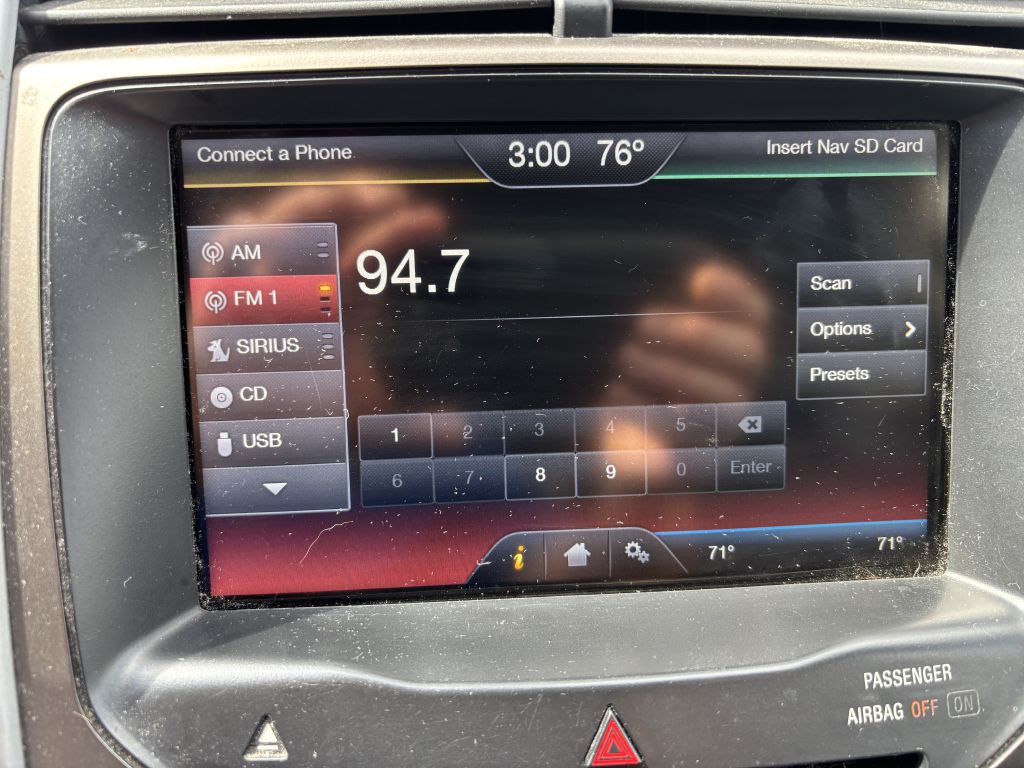 Connect a Phone
3:00 76°
Insert Nav SD Card
AM
FM 1
SIRIUS
CD
USB
94.7
Scan
Options
Presets
1 2 3 4 5
6 7 8 9 0 Enter
i
71° 71°
PASSENGER
AIRBAG OFF ON